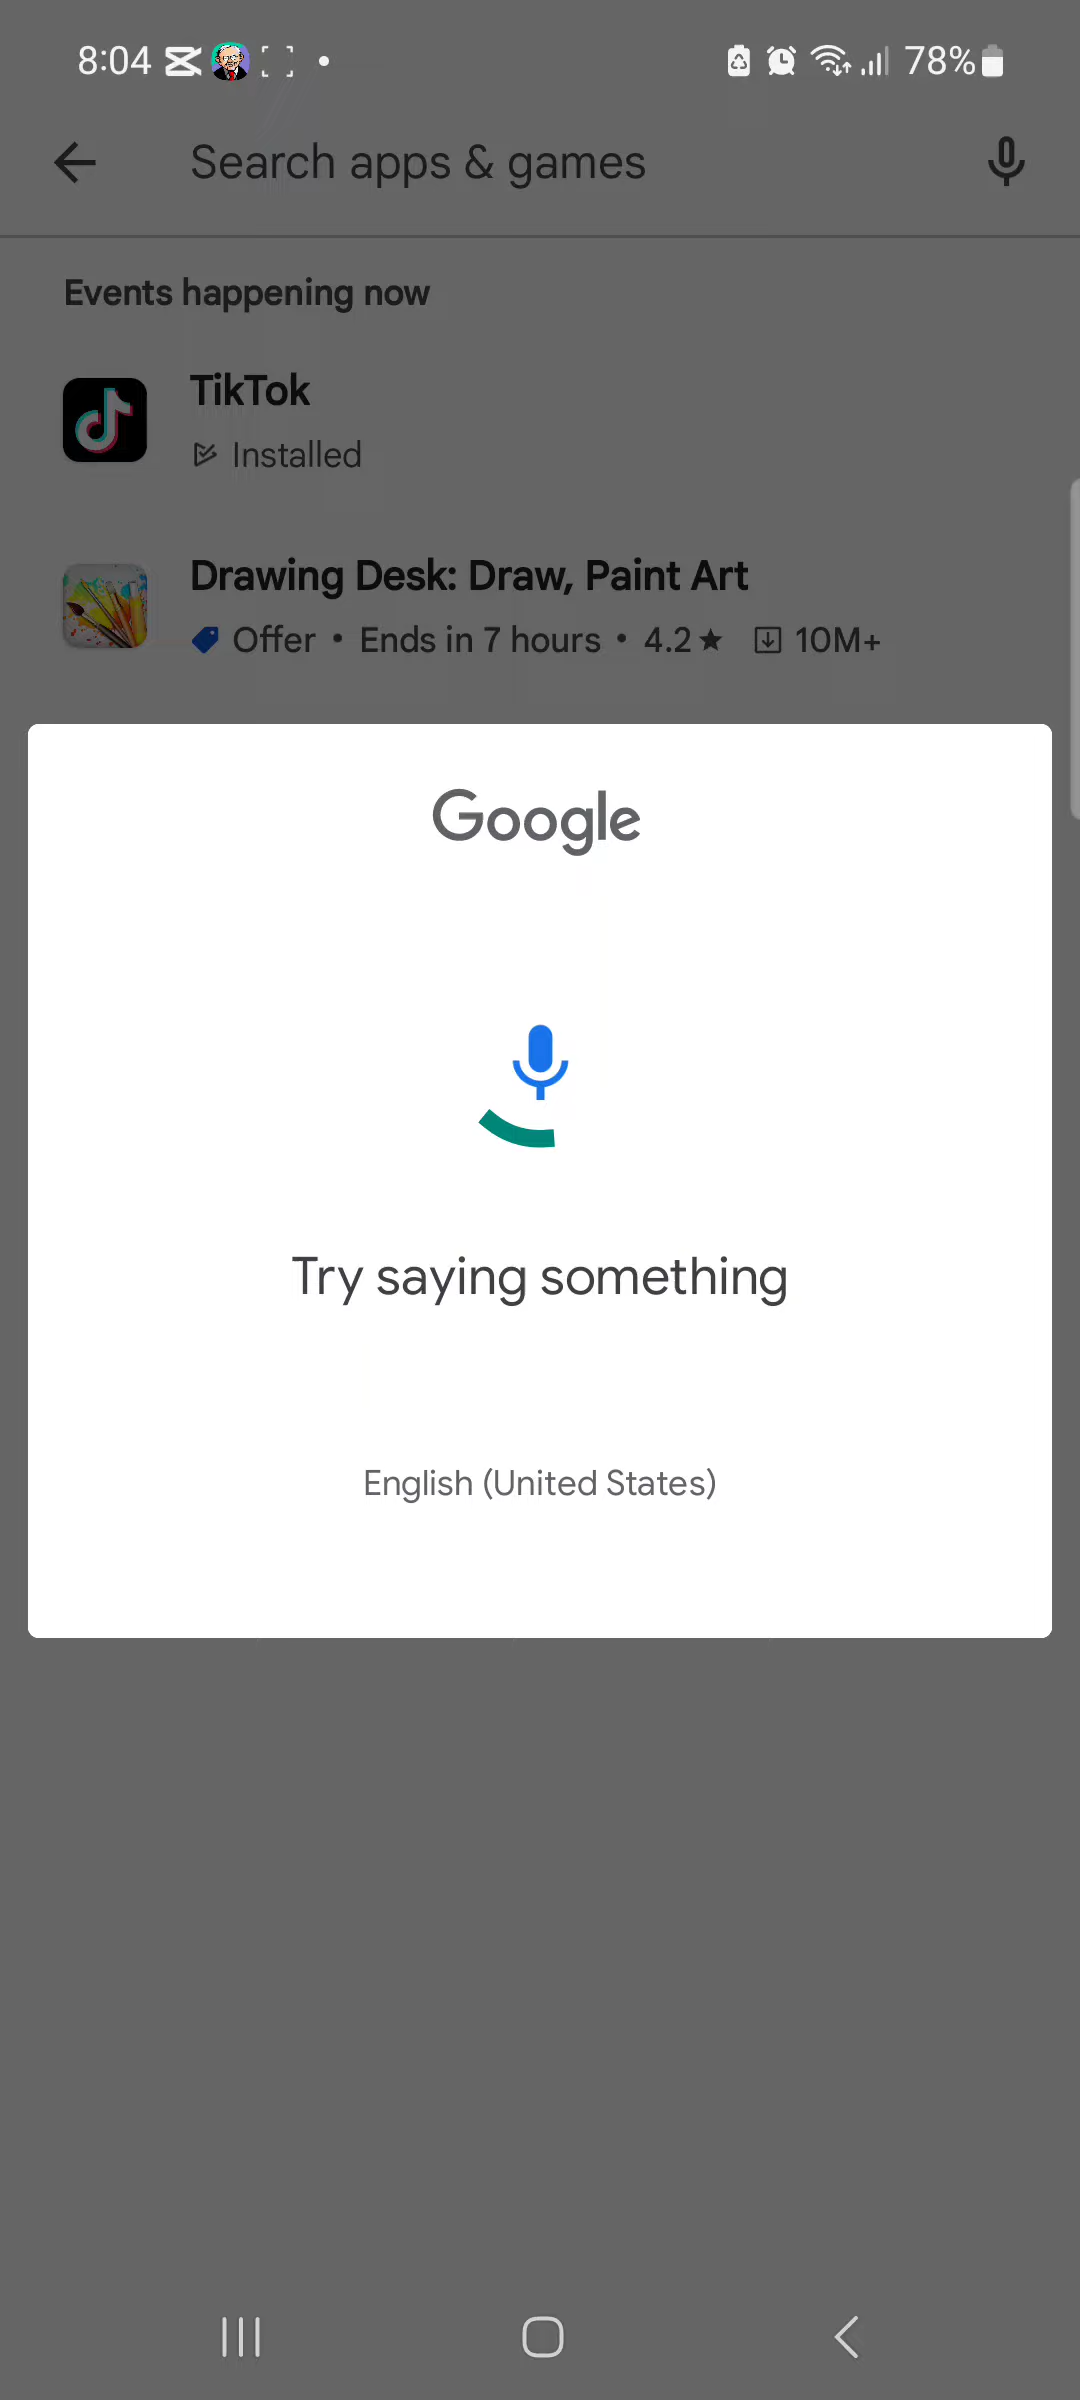 8:04
78%
Search apps & games
Events happening now
TikTok
Installed
Drawing Desk: Draw, Paint Art
Offer • Ends in 7 hours • 4.2★ 10M+
Google
Try saying something
English (United States)